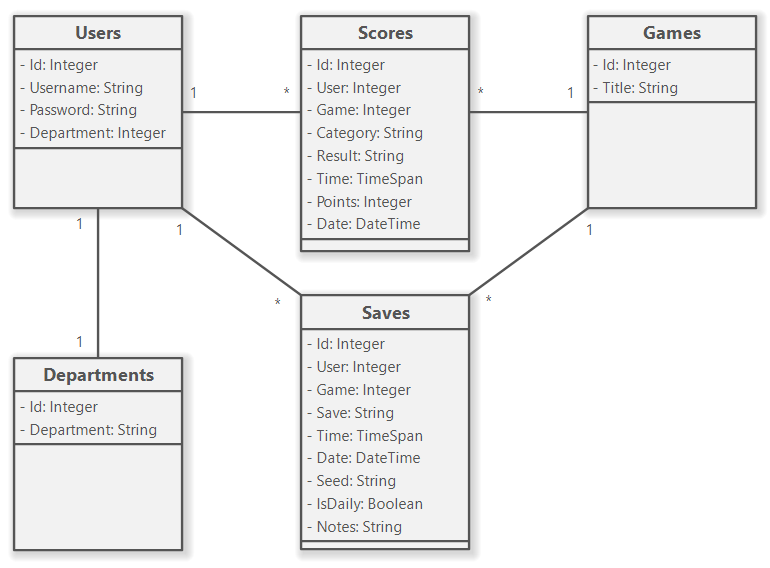 Users
- Id: Integer
- Username: String
- Password: String
- Department: Integer
1
*
Scores
- Id: Integer
- User: Integer
- Game: Integer
- Category: String
- Result: String
- Time: TimeSpan
- Points: Integer
- Date: DateTime
*
1
Games
- Id: Integer
- Title: String
1
1
1
*
*
1
Departments
- Id: Integer
- Department: String
Saves
- Id: Integer
- User: Integer
- Game: Integer
- Save: String
- Time: TimeSpan
- Date: DateTime
- Seed: String
- IsDaily: Boolean
- Notes: String